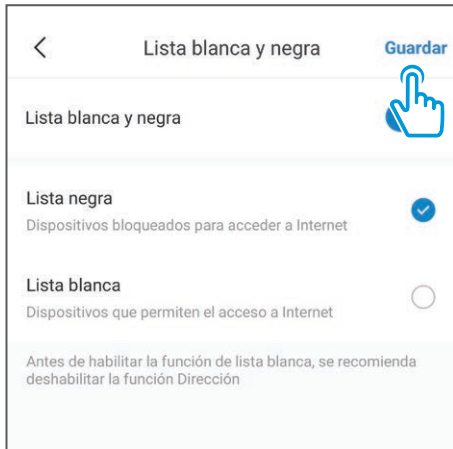 Lista blanca y negra
Guardar
Lista blanca y negra
Lista negra
Dispositivos bloqueados para acceder a Internet
Lista blanca
Dispositivos que permiten el acceso a Internet
Antes de habilitar la función de lista blanca, se recomienda
deshabilitar la función Dirección